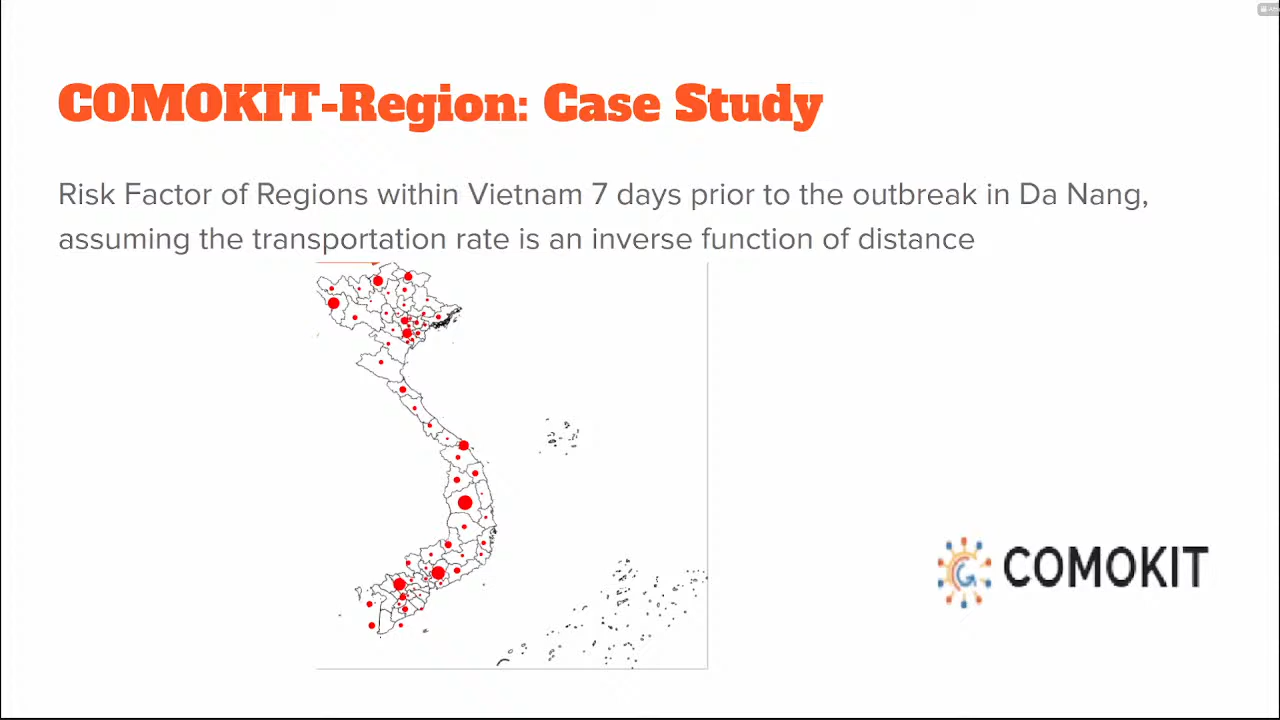 COMOKIT-Region: Case Study
Risk Factor of Regions within Vietnam 7 days prior to the outbreak in Da Nang,
assuming the transportation rate is an inverse function of distance
COMOKIT